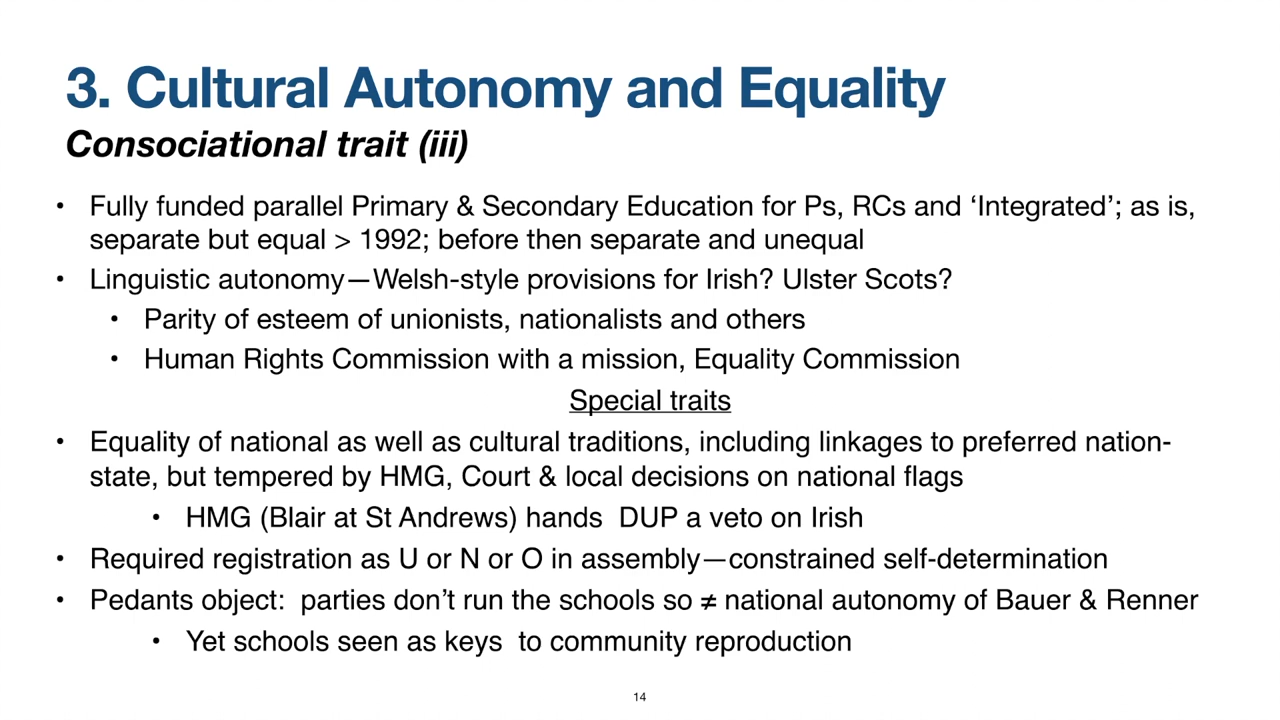 3. Cultural Autonomy and Equality
Consociational trait (iii)
• Fully funded parallel Primary & Secondary Education for Ps, RCs and ‘Integrated’; as is,
separate but equal > 1992; before then separate and unequal
• Linguistic autonomy—Welsh-style provisions for Irish? Ulster Scots?
• Parity of esteem of unionists, nationalists and others
• Human Rights Commission with a mission, Equality Commission
Special traits
• Equality of national as well as cultural traditions, including linkages to preferred nation-
state, but tempered by HMG, Court & local decisions on national flags
• HMG (Blair at St Andrews) hands  DUP a veto on Irish
• Required registration as U or N or O in assembly—constrained self-determination
• Pedants object:  parties don’t run the schools so ≠ national autonomy of Bauer & Renner
• Yet schools seen as keys  to community reproduction
14